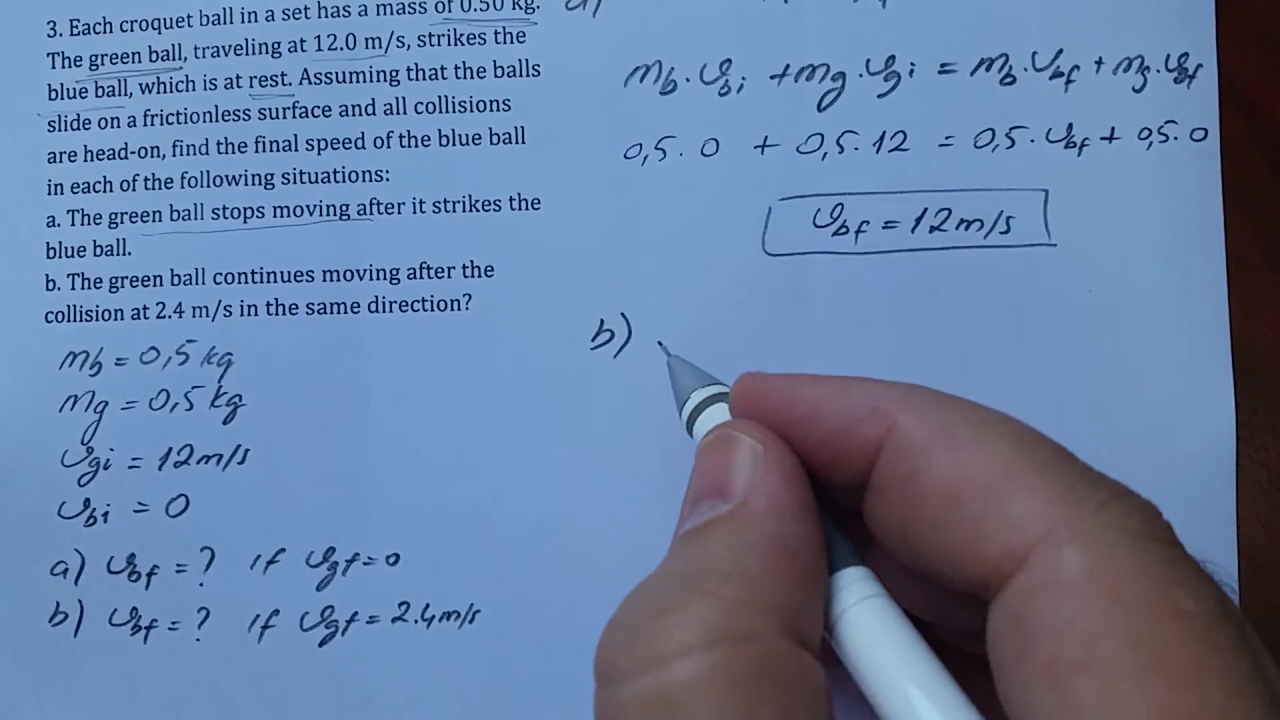 3. Each croquet ball in a set has a mass of 0.50 kg.
The green ball, traveling at 12.0 m/s, strikes the
blue ball, which is at rest. Assuming that the balls
slide on a frictionless surface and all collisions
are head-on, find the final speed of the blue ball
in each of the following situations:
a. The green ball stops moving after it strikes the
blue ball.
b. The green ball continues moving after the
collision at 2.4 m/s in the same direction?
mb = 0,5 kg
mg = 0,5 kg
υgi = 12m/s
υbi = 0
a) υbf = ? if υgf=0
b) υbf = ? if υgf = 2.4m/s
a)
mb·υbi + mg·υgi = mb·υbf + mg·υgf
0,5·0 + 0,5·12 = 0,5·υbf + 0,5·0
υbf = 12m/s
b)